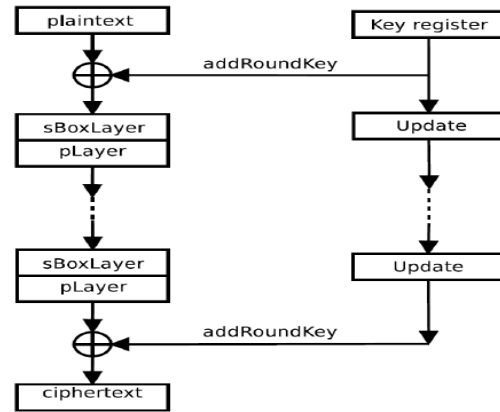 plaintext
Key register
addRoundKey
sBoxLayer
Update
pLayer
sBoxLayer
Update
pLayer
addRoundKey
ciphertext